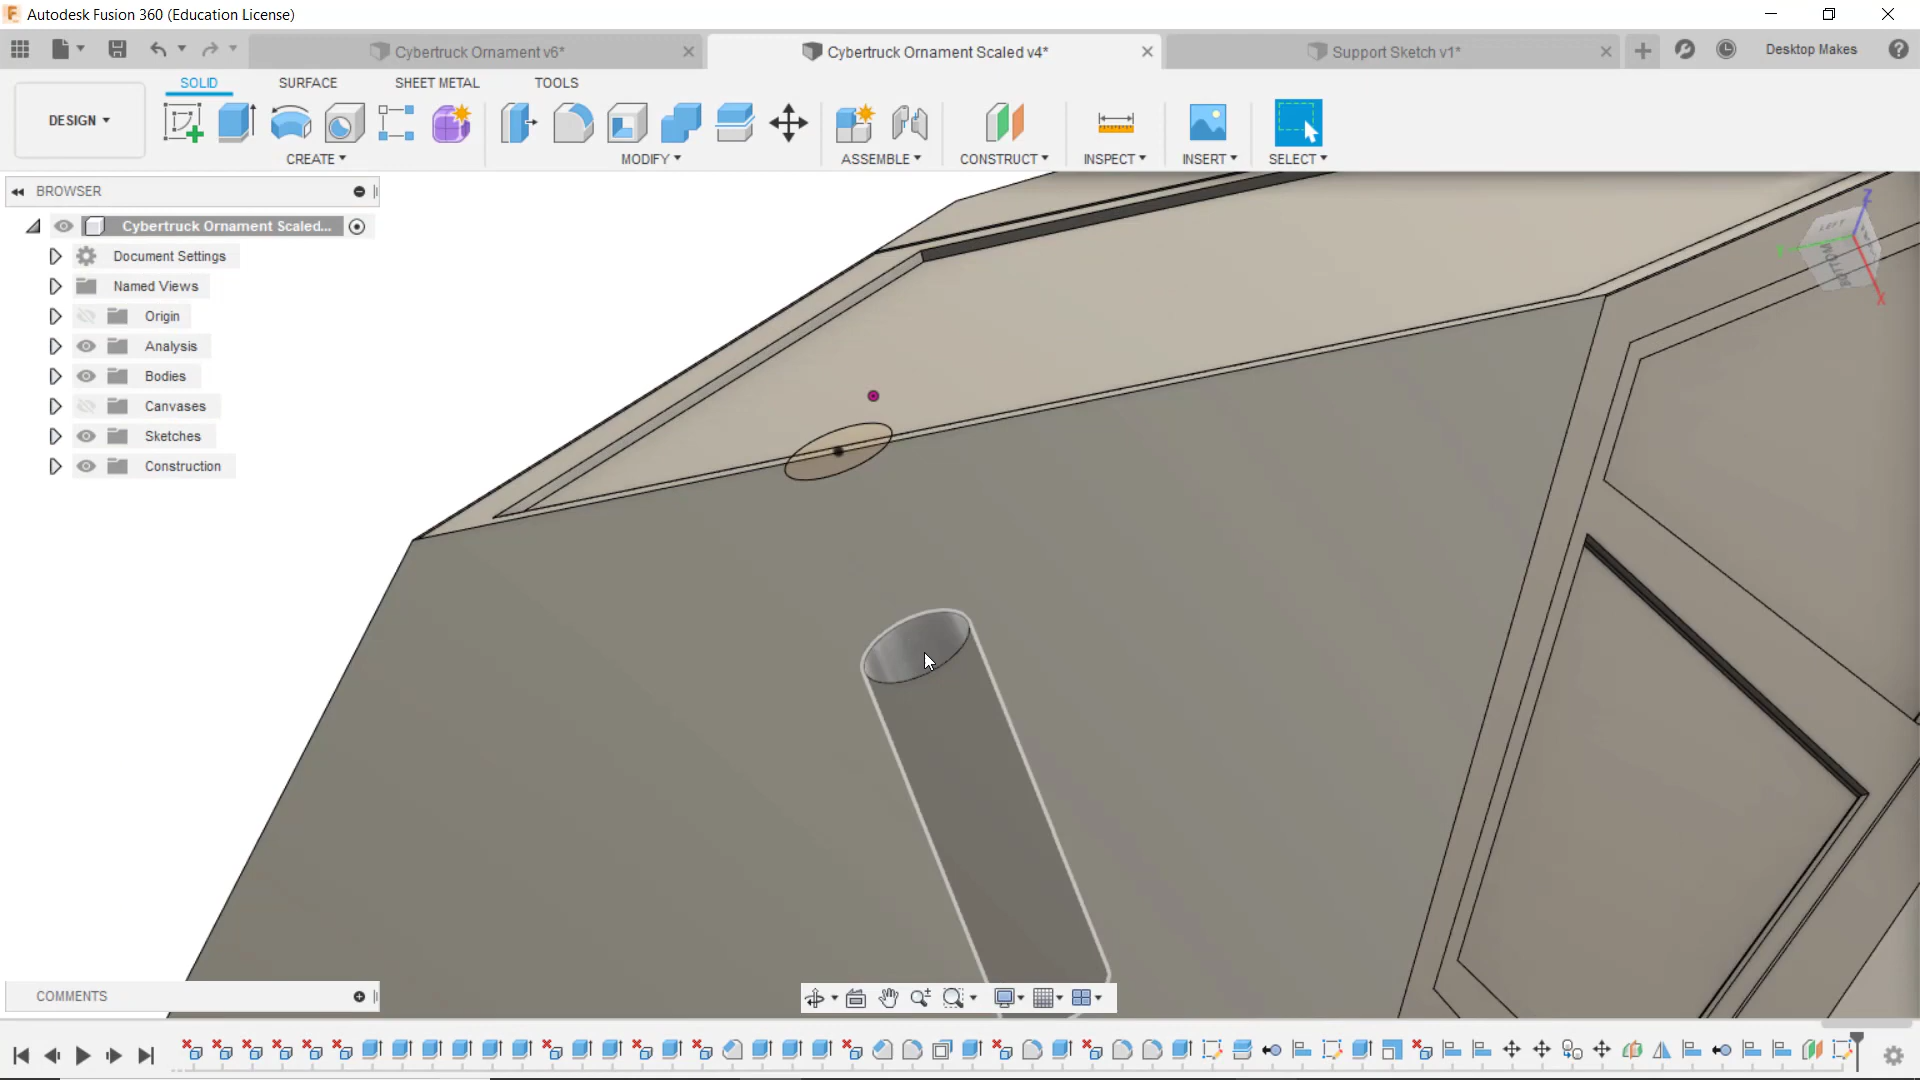 Autodesk Fusion 360 (Education License)
Cybertruck Ornament v6*
Cybertruck Ornament Scaled v4*
Support Sketch v1*
Desktop Makes
DESIGN
SOLID
SURFACE
SHEET METAL
TOOLS
CREATE
MODIFY
ASSEMBLE
CONSTRUCT
INSPECT
INSERT
SELECT
BROWSER
Cybertruck Ornament Scaled...
Document Settings
Named Views
Origin
Analysis
Bodies
Canvases
Sketches
Construction
Z
LEFT
BOTTOM
X
COMMENTS